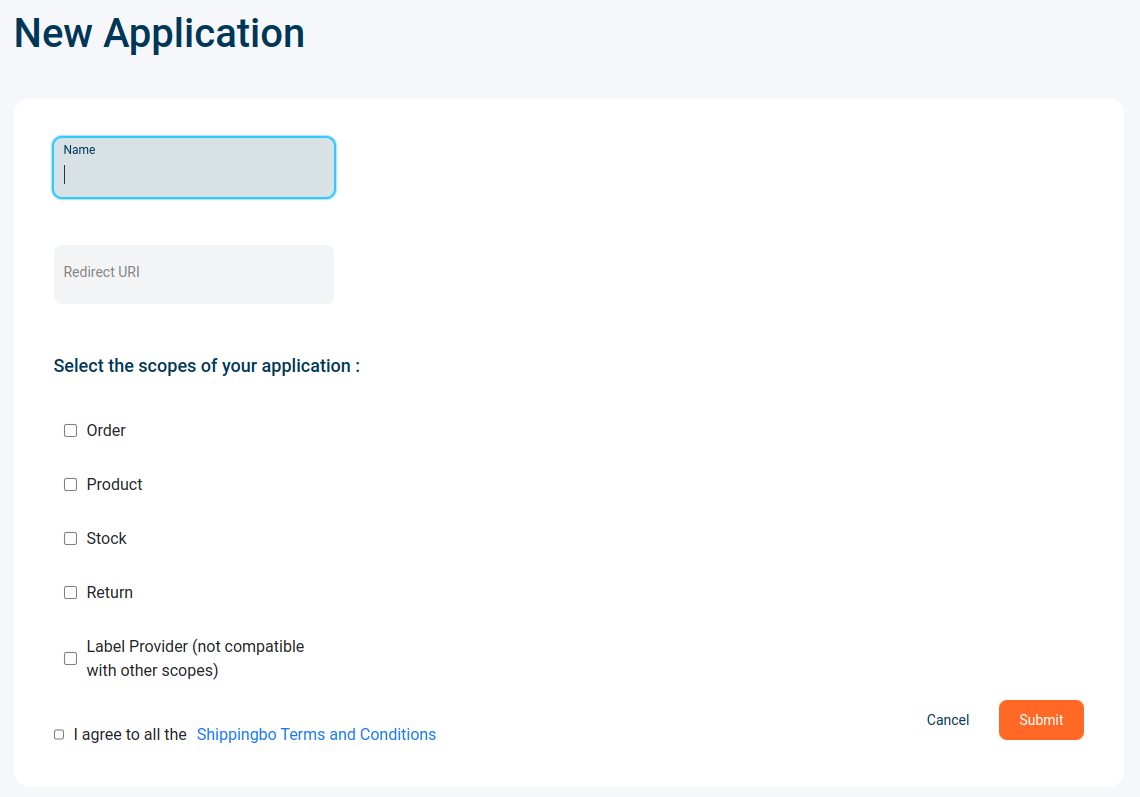 New Application
Name
Redirect URI
Select the scopes of your application :
Order
Product
Stock
Return
Label Provider (not compatible
with other scopes)
I agree to all the Shippingbo Terms and Conditions
Cancel
Submit